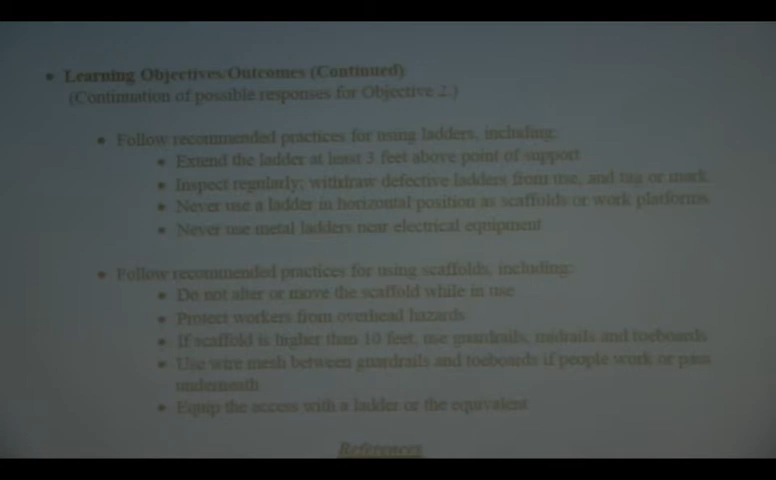 • Learning Objectives/Outcomes (Continued)
(Continuation of possible responses for Objective 2.)
• Follow recommended practices for using ladders, including:
• Extend the ladder at least 3 feet above point of support
• Inspect regularly; withdraw defective ladders from use, and tag or mark
• Never use a ladder in horizontal position as scaffolds or work platforms
• Never use metal ladders near electrical equipment
• Follow recommended practices for using scaffolds, including:
• Do not alter or move the scaffold while in use
• Protect workers from overhead hazards
• If scaffold is higher than 10 feet, use guardrails, midrails and toeboards
• Use wire mesh between guardrails and toeboards if people work or pass
underneath
• Equip the access with a ladder or the equivalent
References